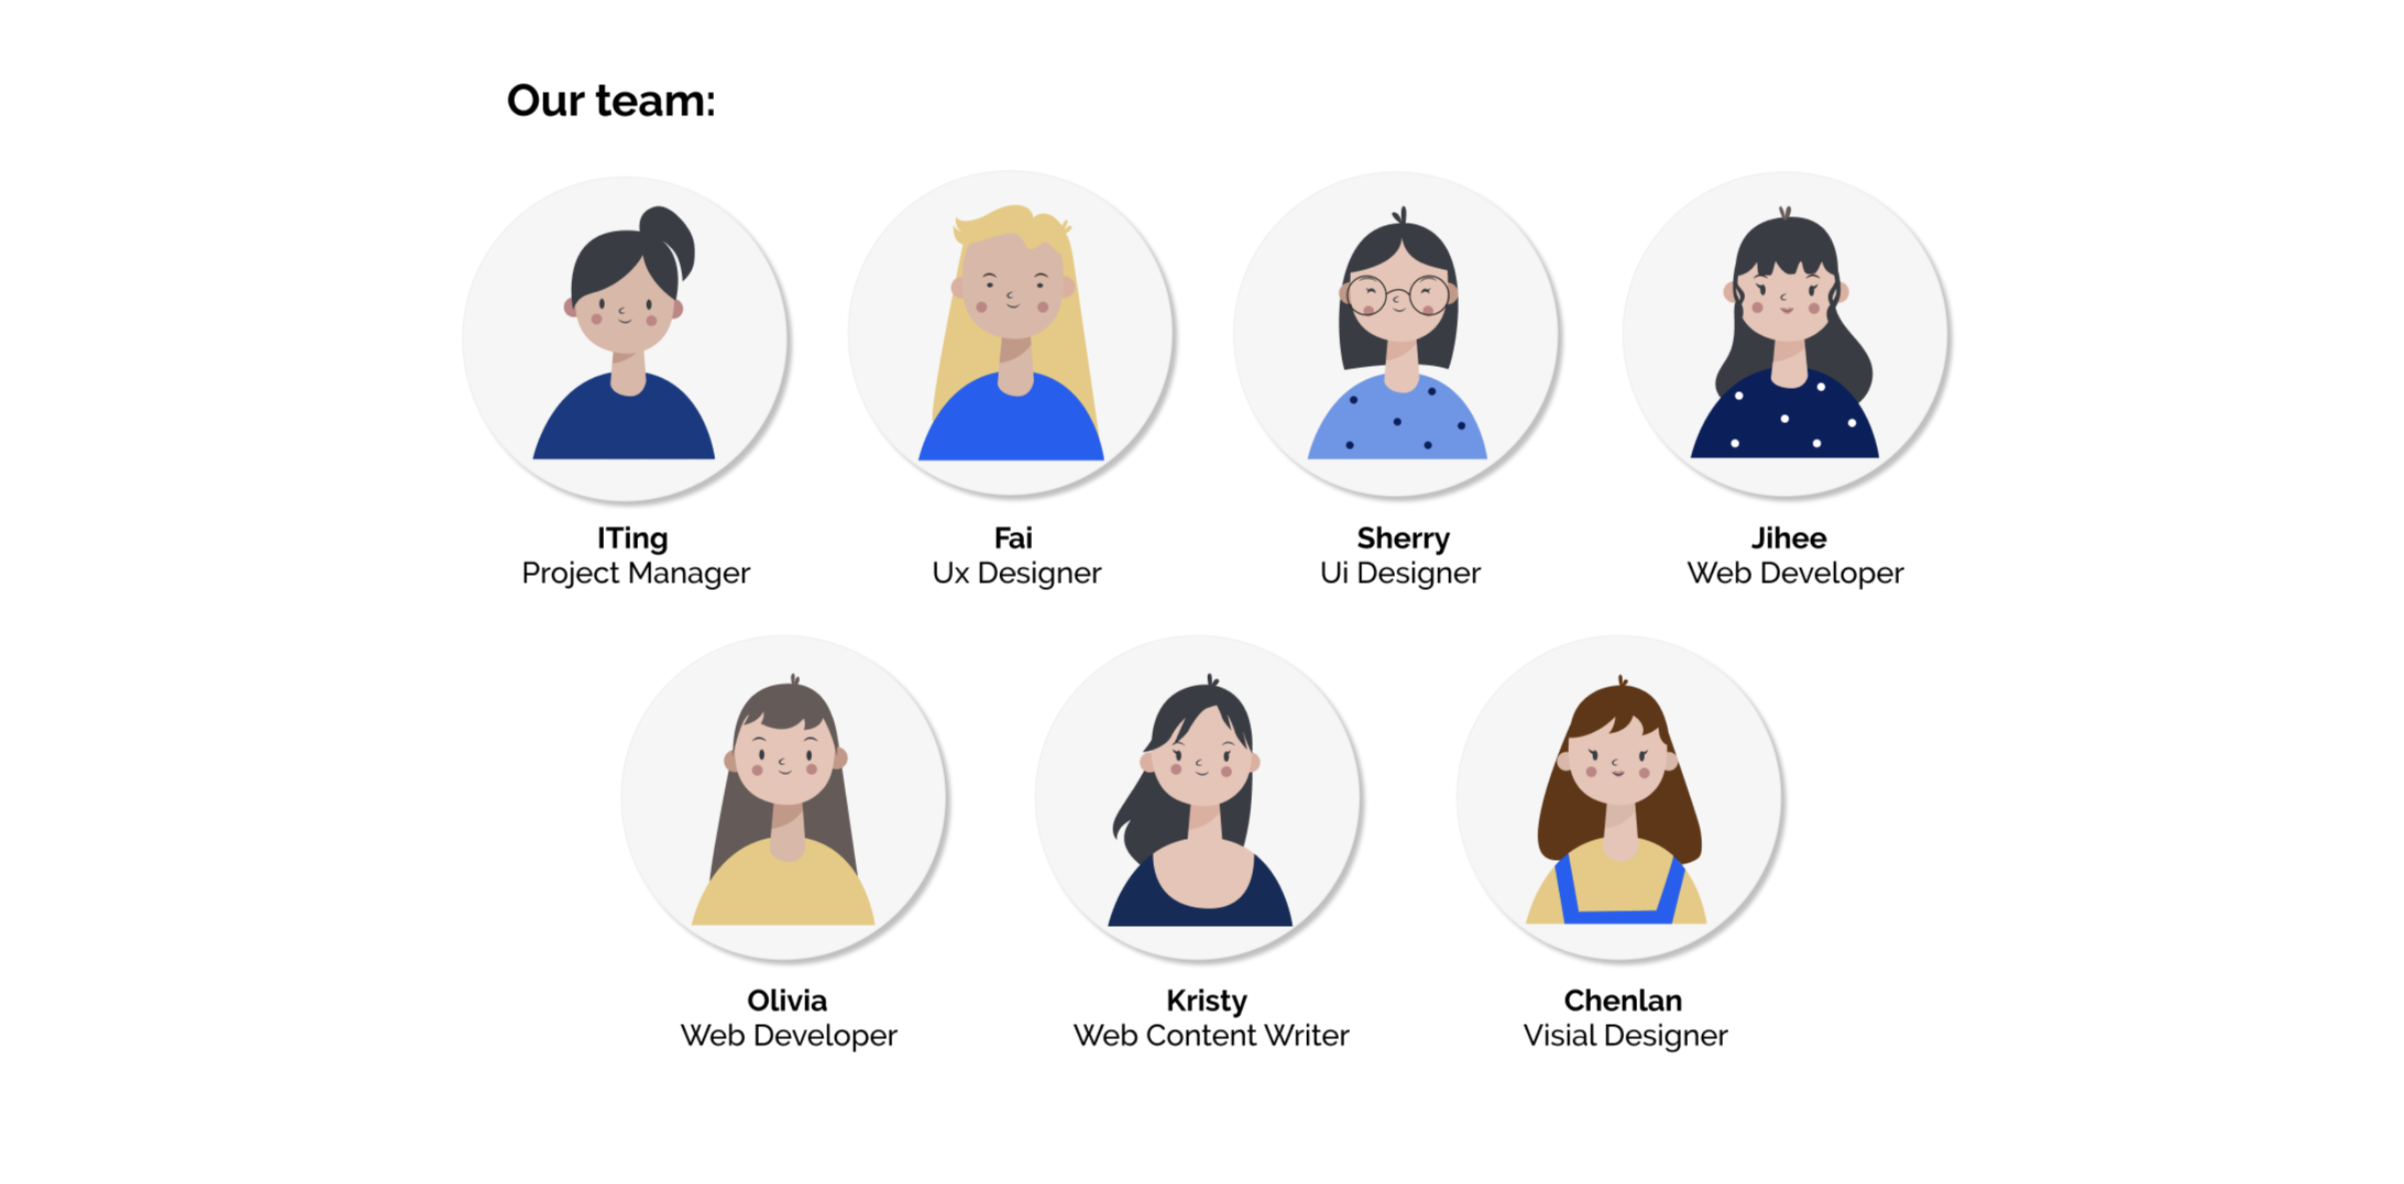 Our team:
ITing
Project Manager
Fai
Ux Designer
Sherry
Ui Designer
Jihee
Web Developer
Olivia
Web Developer
Kristy
Web Content Writer
Chenlan
Visial Designer